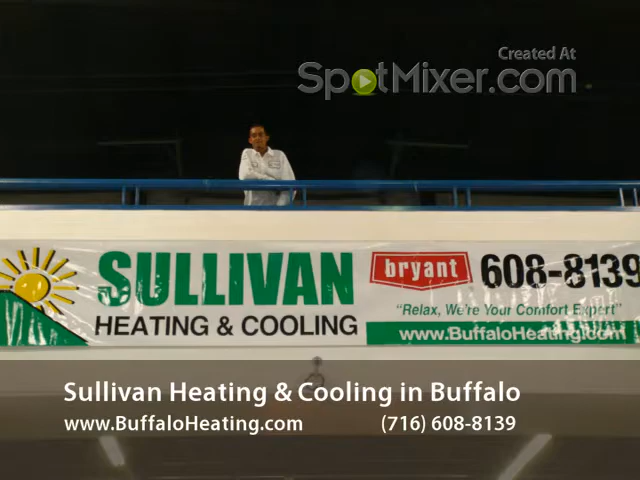 Created At
SpotMixer.com
SULLIVAN
HEATING & COOLING
bryant
608-8139
“Relax, We're Your Comfort Expert”
www.BuffaloHeating.com
Sullivan Heating & Cooling in Buffalo
www.BuffaloHeating.com (716) 608-8139